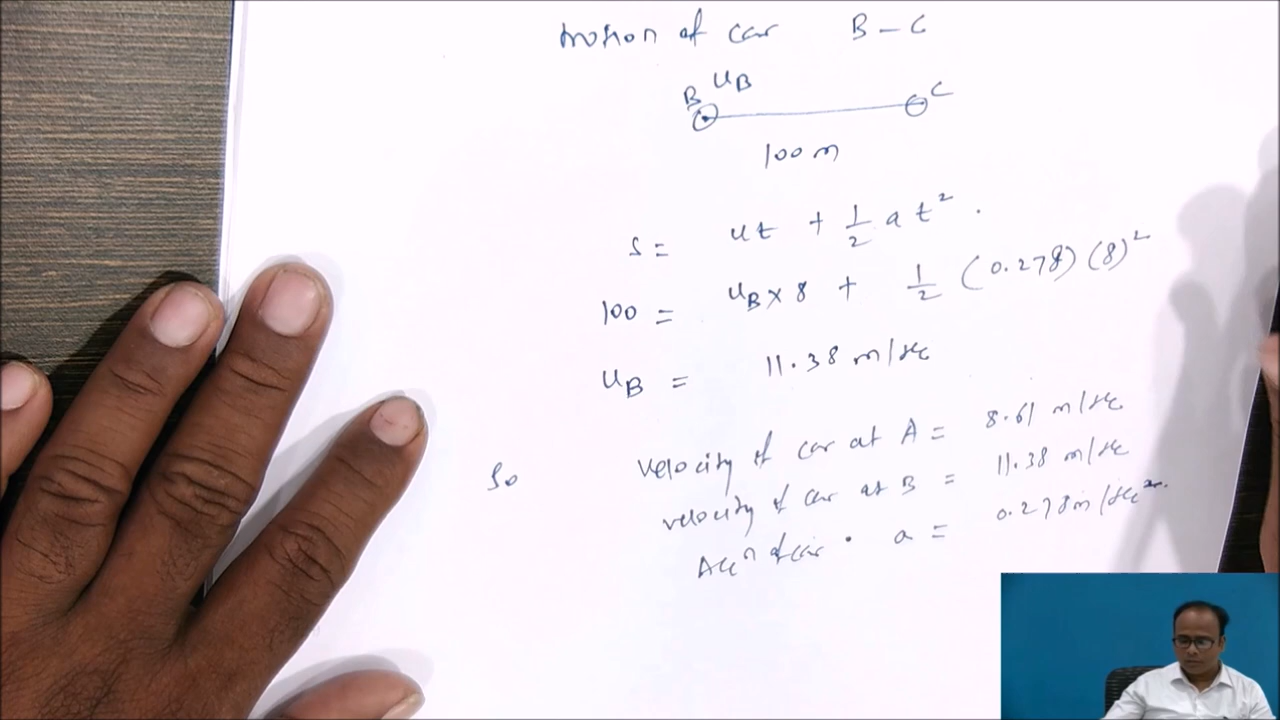 motion of car B - C
B uB C
100 m
s = ut + 1/2 at² .
100 = uB × 8 + 1/2 (0.278) (8)²
uB = 11.38 m/sec
So velocity of car at A = 8.61 m/sec
velocity of car at B = 11.38 m/sec
Accⁿ of car a = 0.278 m/sec²